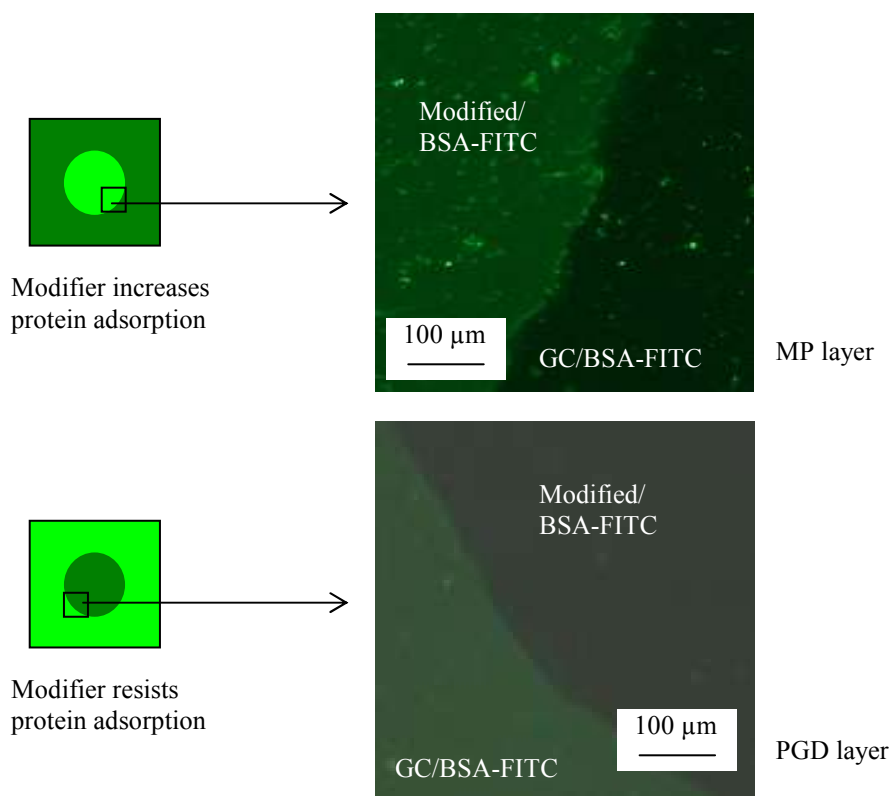 Modified/
BSA-FITC
Modifier increases
protein adsorption
100 µm
GC/BSA-FITC
MP layer
Modified/
BSA-FITC
Modifier resists
protein adsorption
100 µm
GC/BSA-FITC
PGD layer